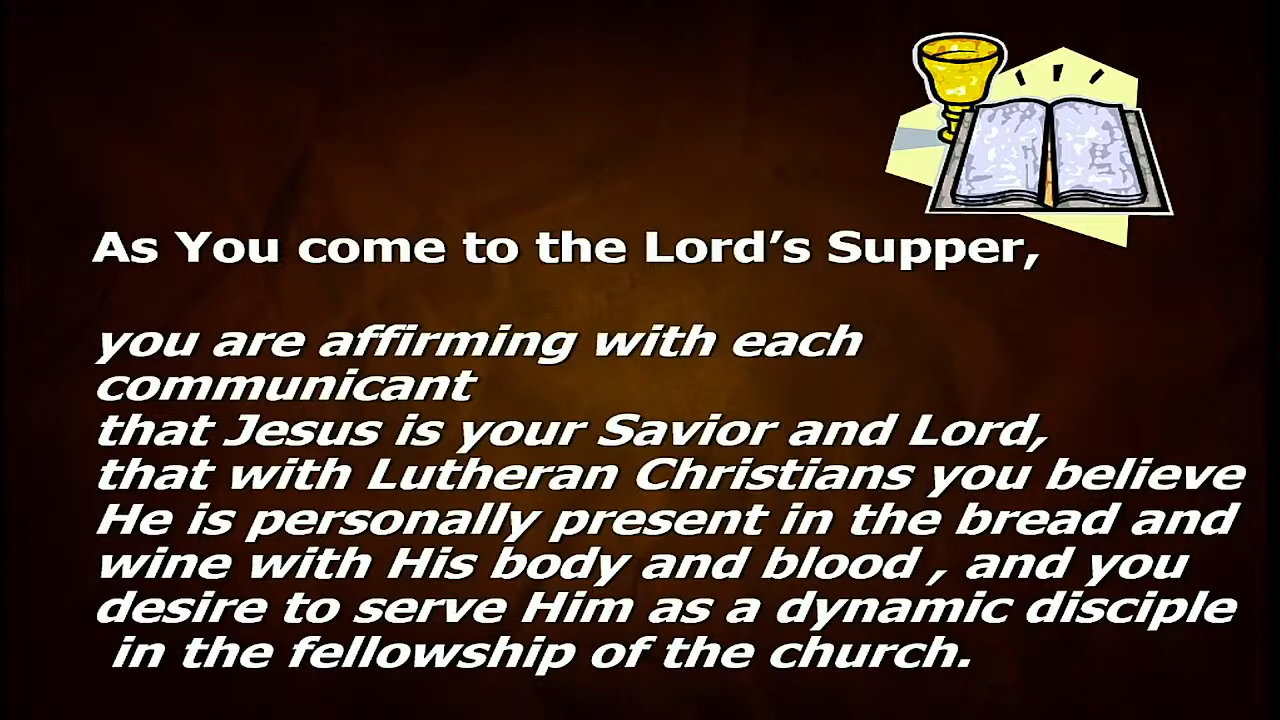 As You come to the Lord’s Supper,
you are affirming with each
communicant
that Jesus is your Savior and Lord,
that with Lutheran Christians you believe
He is personally present in the bread and
wine with His body and blood , and you
desire to serve Him as a dynamic disciple
in the fellowship of the church.